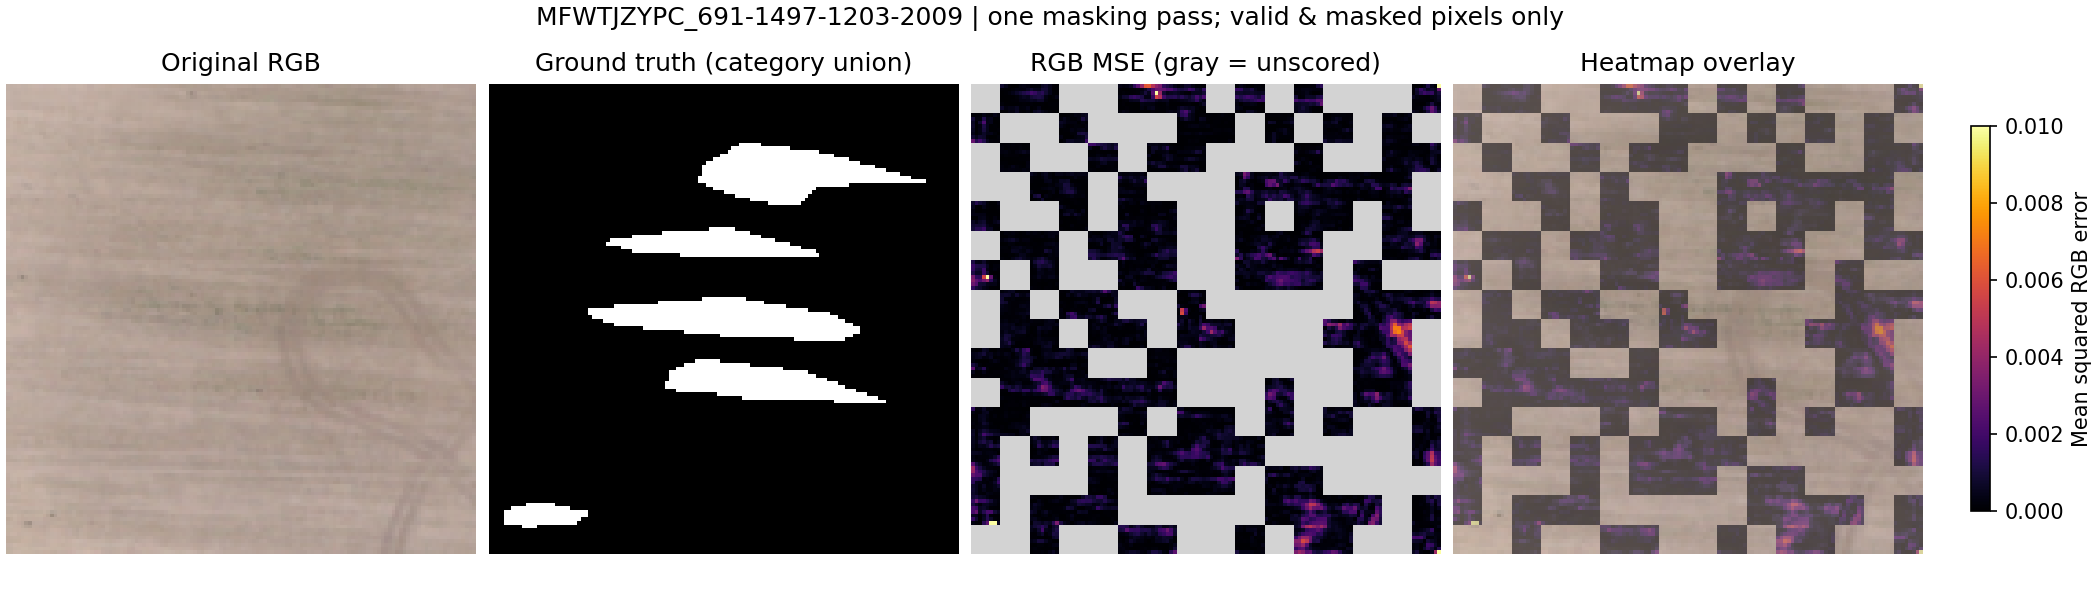 MFWTJZYPC_691-1497-1203-2009 | one masking pass; valid & masked pixels only
Original RGB
Ground truth (category union)
RGB MSE (gray = unscored)
Heatmap overlay
0.010
0.008
0.006
0.004
0.002
0.000
Mean squared RGB error